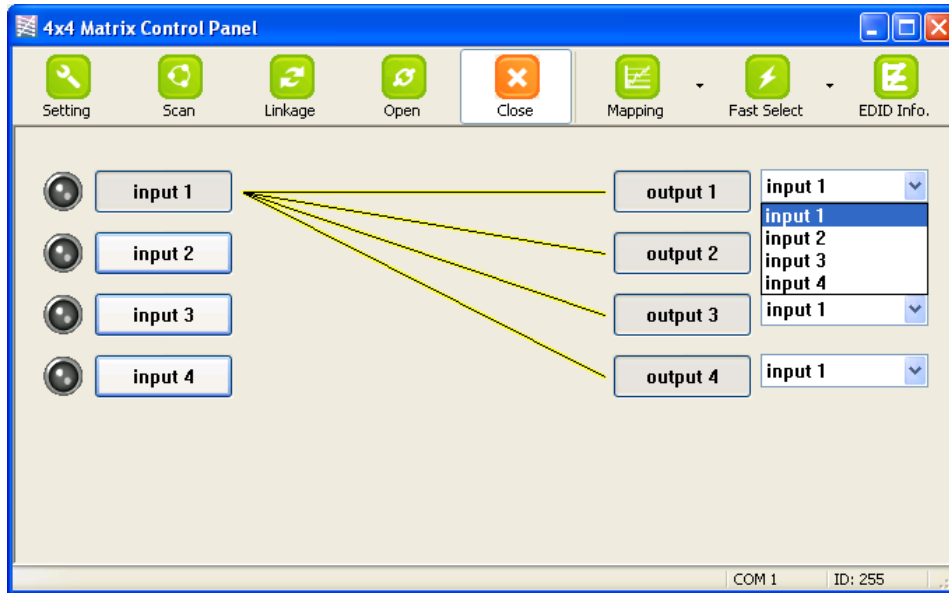 4x4 Matrix Control Panel
Setting Scan Linkage Open Close Mapping Fast Select EDID Info.
input 1 output 1 input 1
input 1
input 2 output 2 input 2
input 3
input 4
input 3 output 3 input 1
input 4 output 4 input 1
COM 1 ID: 255